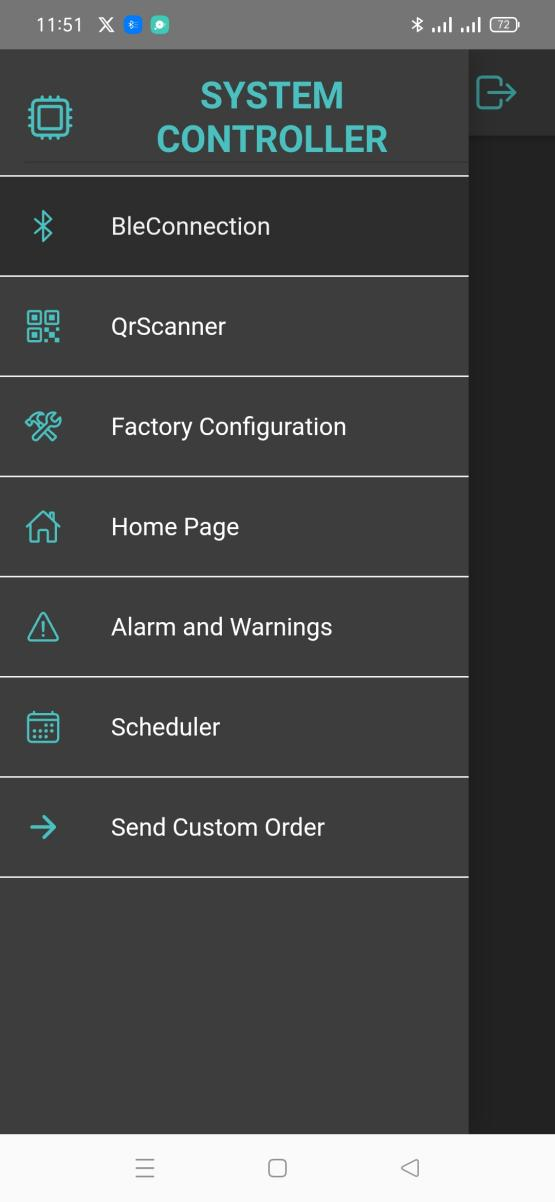 11:51
72
SYSTEM
CONTROLLER
BleConnection
QrScanner
Factory Configuration
Home Page
Alarm and Warnings
Scheduler
Send Custom Order